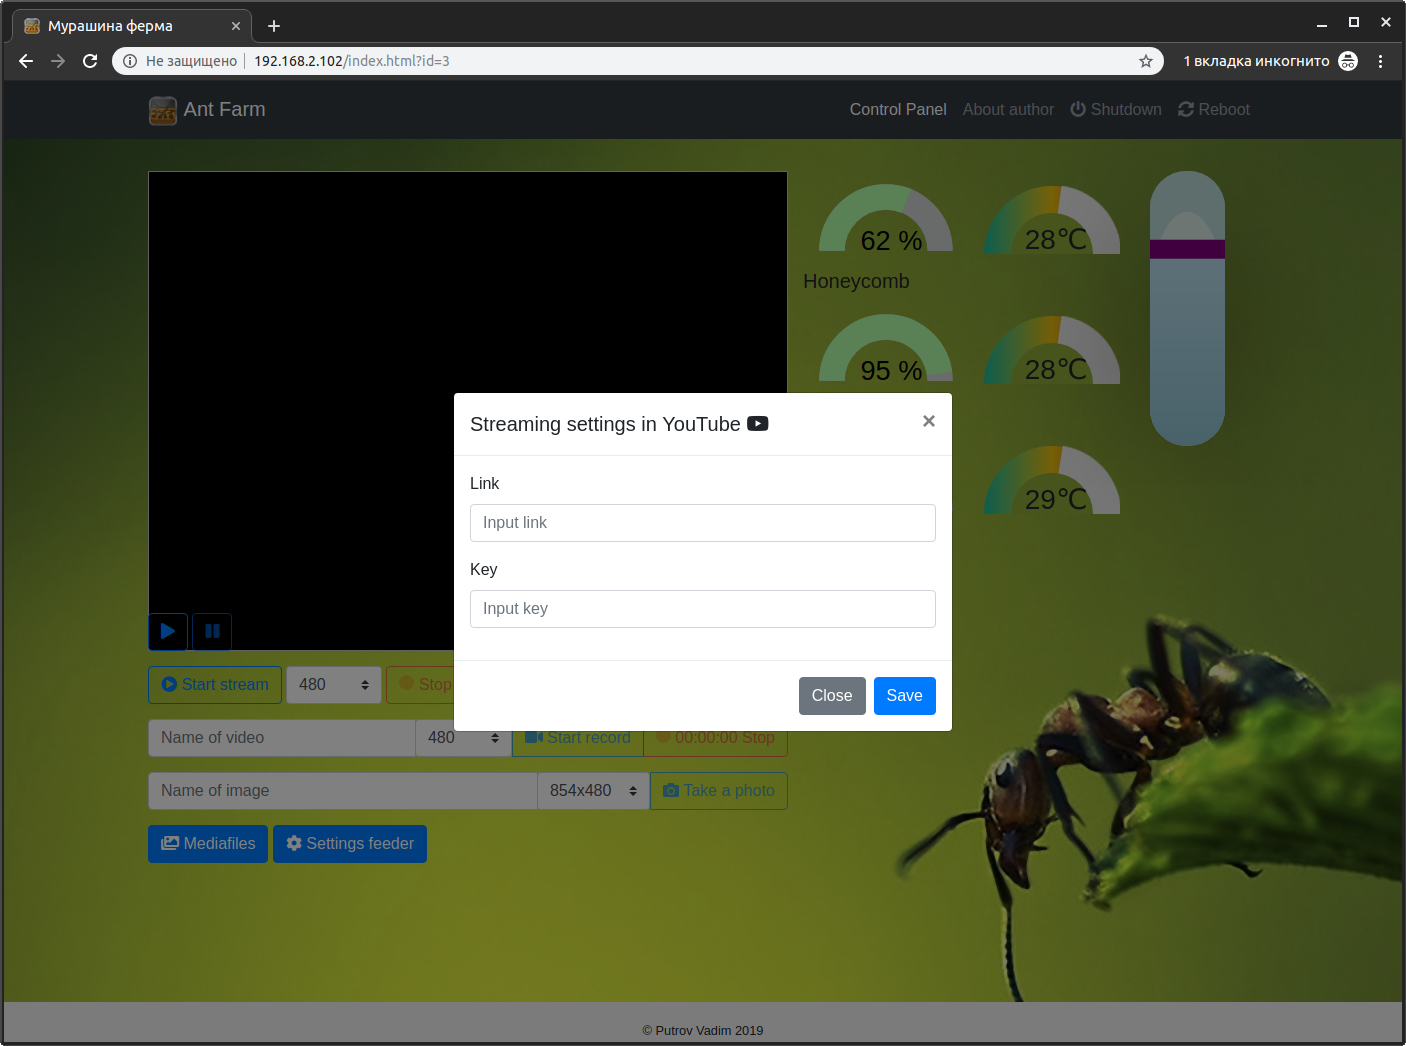 Мурашина ферма
Не защищено
192.168.2.102/index.html?id=3
1 вкладка инкогнито
Ant Farm
Control Panel
About author
Shutdown
Reboot
62 %
28℃
Honeycomb
95 %
28℃
29℃
Streaming settings in YouTube
×
Link
Input link
Key
Input key
Close
Save
Start stream
480
Stop
Name of video
480
Start record
00:00:00 Stop
Name of image
854x480
Take a photo
Mediafiles
Settings feeder
© Putrov Vadim 2019